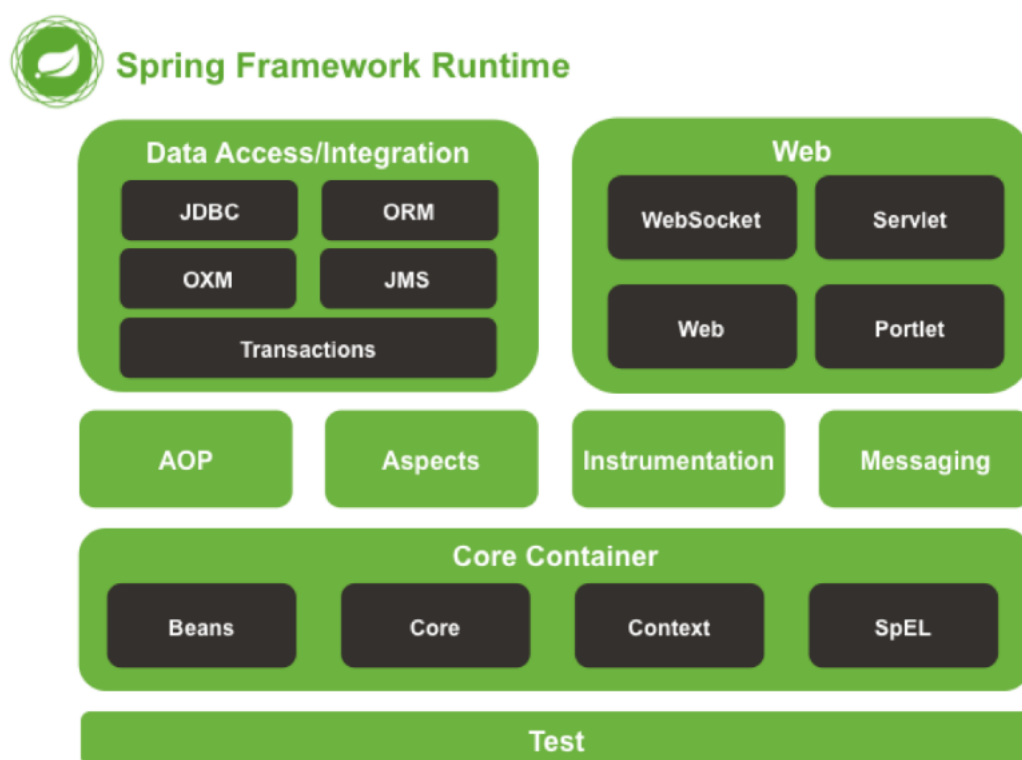 Spring Framework Runtime
Data Access/Integration
JDBC ORM
OXM JMS
Transactions
Web
WebSocket Servlet
Web Portlet
AOP Aspects Instrumentation Messaging
Core Container
Beans Core Context SpEL
Test